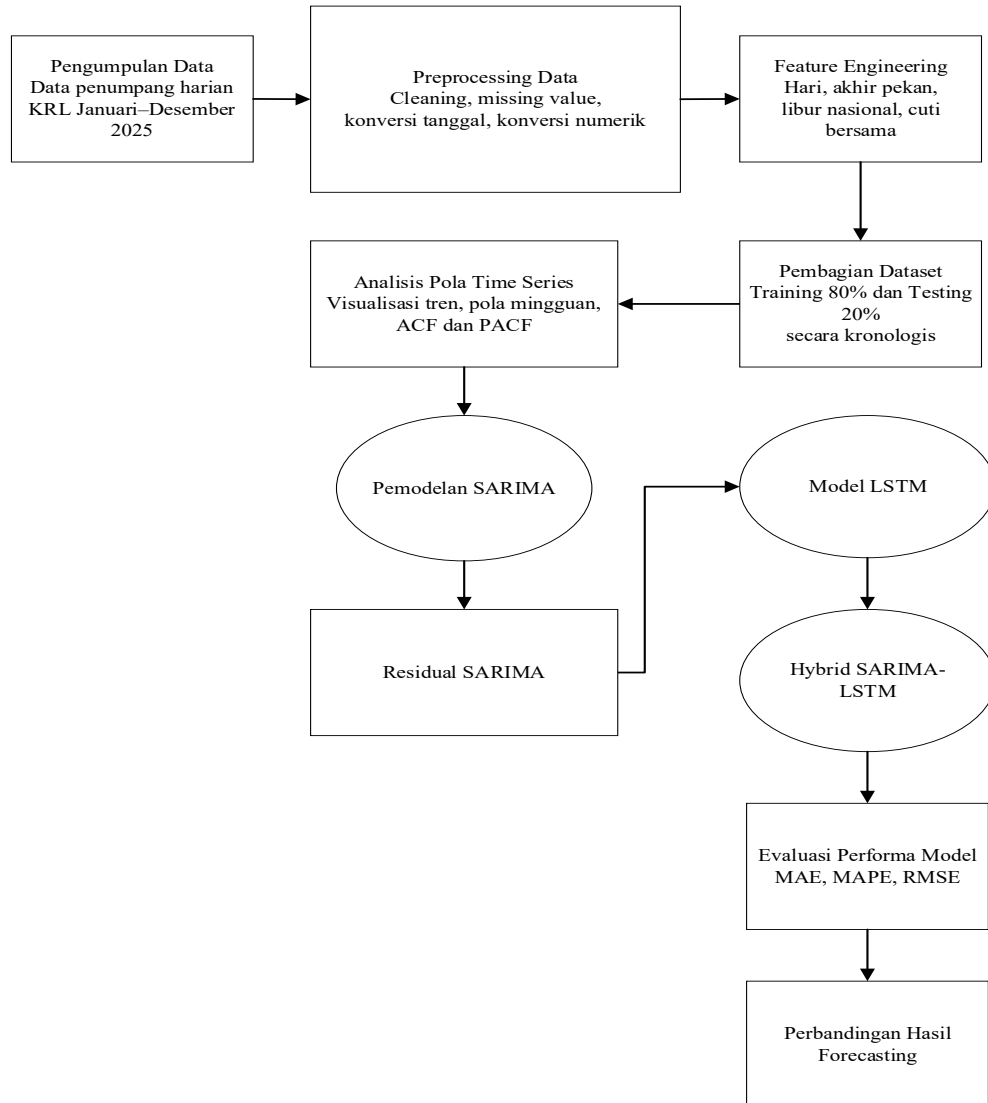 Pengumpulan Data
Data penumpang harian
KRL Januari–Desember
2025
Preprocessing Data
Cleaning, missing value,
konversi tanggal, konversi numerik
Feature Engineering
Hari, akhir pekan,
libur nasional, cuti
bersama
Pembagian Dataset
Training 80% dan Testing
20%
secara kronologis
Analisis Pola Time Series
Visualisasi tren, pola mingguan,
ACF dan PACF
Pemodelan SARIMA
Residual SARIMA
Model LSTM
Hybrid SARIMA-
LSTM
Evaluasi Performa Model
MAE, MAPE, RMSE
Perbandingan Hasil
Forecasting